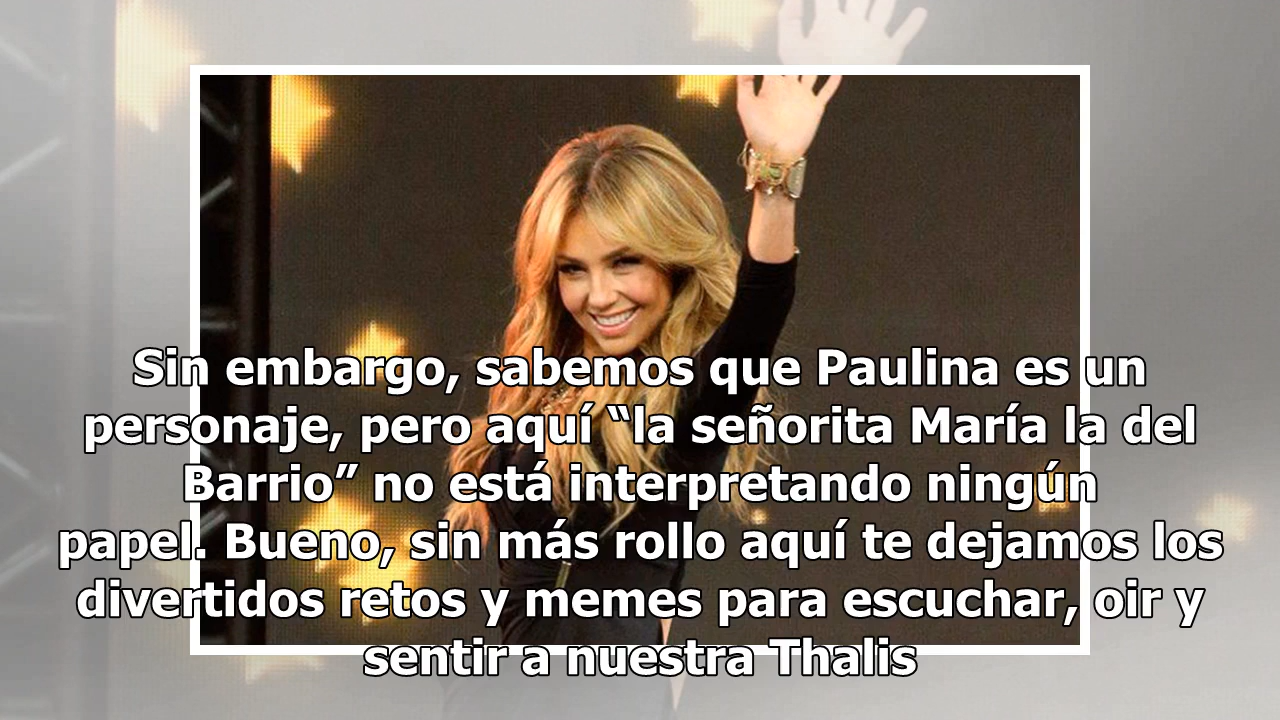 Sin embargo, sabemos que Paulina es un
personaje, pero aquí “la señorita María la del
Barrio” no está interpretando ningún
papel. Bueno, sin más rollo aquí te dejamos los
divertidos retos y memes para escuchar, oir y
sentir a nuestra Thalis